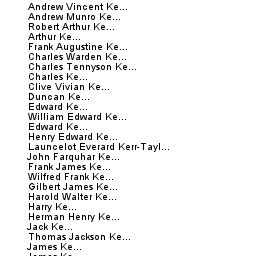 Andrew Vincent Ke...
Andrew Munro Ke...
Robert Arthur Ke...
Arthur Ke...
Frank Augustine Ke...
Charles Warden Ke...
Charles Tennyson Ke...
Charles Ke...
Clive Vivian Ke...
Duncan Ke...
Edward Ke...
William Edward Ke...
Edward Ke...
Henry Edward Ke...
Launcelot Everard Kerr-Tayl...
John Farquhar Ke...
Frank James Ke...
Wilfred Frank Ke...
Gilbert James Ke...
Harold Walter Ke...
Harry Ke...
Herman Henry Ke...
Jack Ke...
Thomas Jackson Ke...
James Ke...